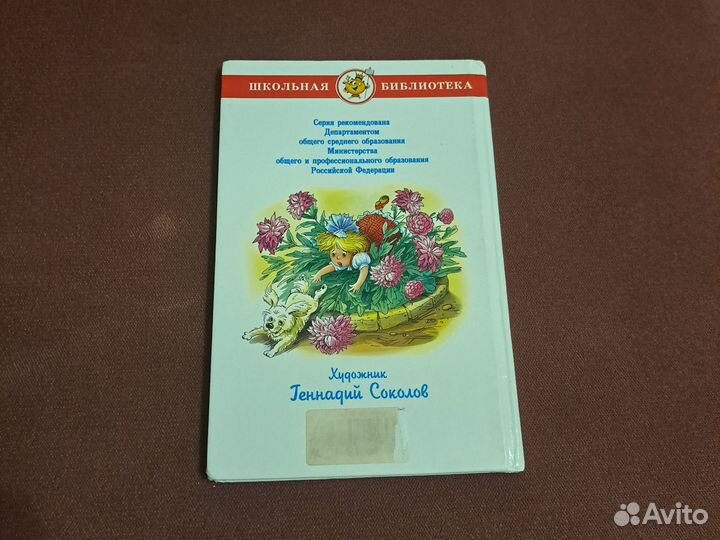 ШКОЛЬНАЯ БИБЛИОТЕКА
Серия рекомендована
Департаментом
общего среднего образования
Министерства
общего и профессионального образования
Российской Федерации
Художник
Геннадий Соколов
Avito